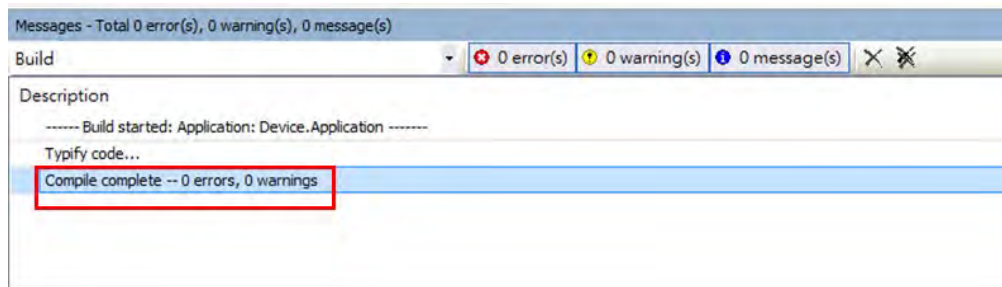 Messages - Total 0 error(s), 0 warning(s), 0 message(s)
Build 0 error(s) 0 warning(s) 0 message(s)
Description
------ Build started: Application: Device.Application -------
Typify code...
Compile complete -- 0 errors, 0 warnings